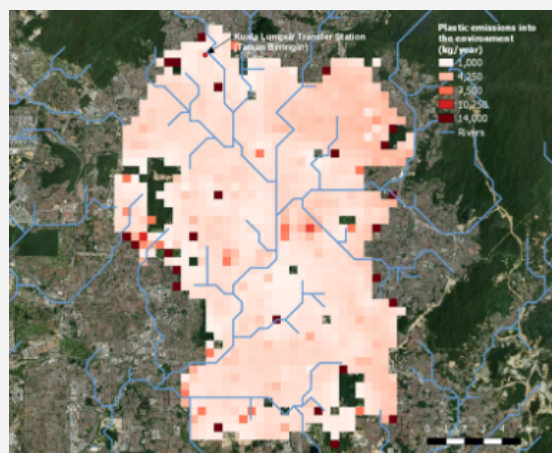 Kuala Lumpur Transfer Station
(Taman Beringin)
Plastic emissions into
the environment
(kg/year)
1,000
4,250
7,500
10,250
14,000
Rivers